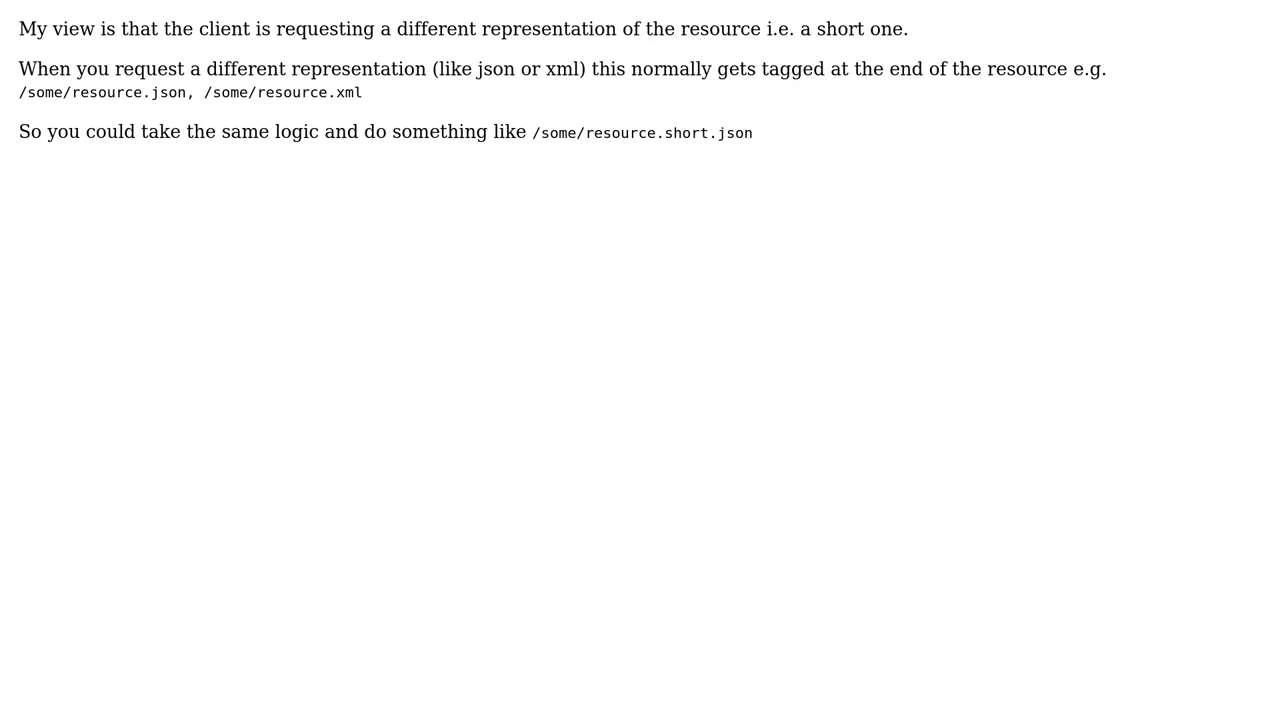 My view is that the client is requesting a different representation of the resource i.e. a short one.
When you request a different representation (like json or xml) this normally gets tagged at the end of the resource e.g.
/some/resource.json, /some/resource.xml
So you could take the same logic and do something like /some/resource.short.json